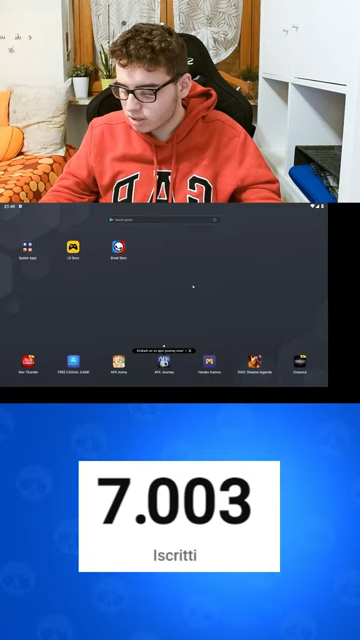 GAP
21:48
System Apps
LD Store
Brawl Stars
War Thunder
FREE CASUAL GAME
AFK Arena
AFK Journey
Yandex Games
RAID: Shadow legends
7.003
Iscritti